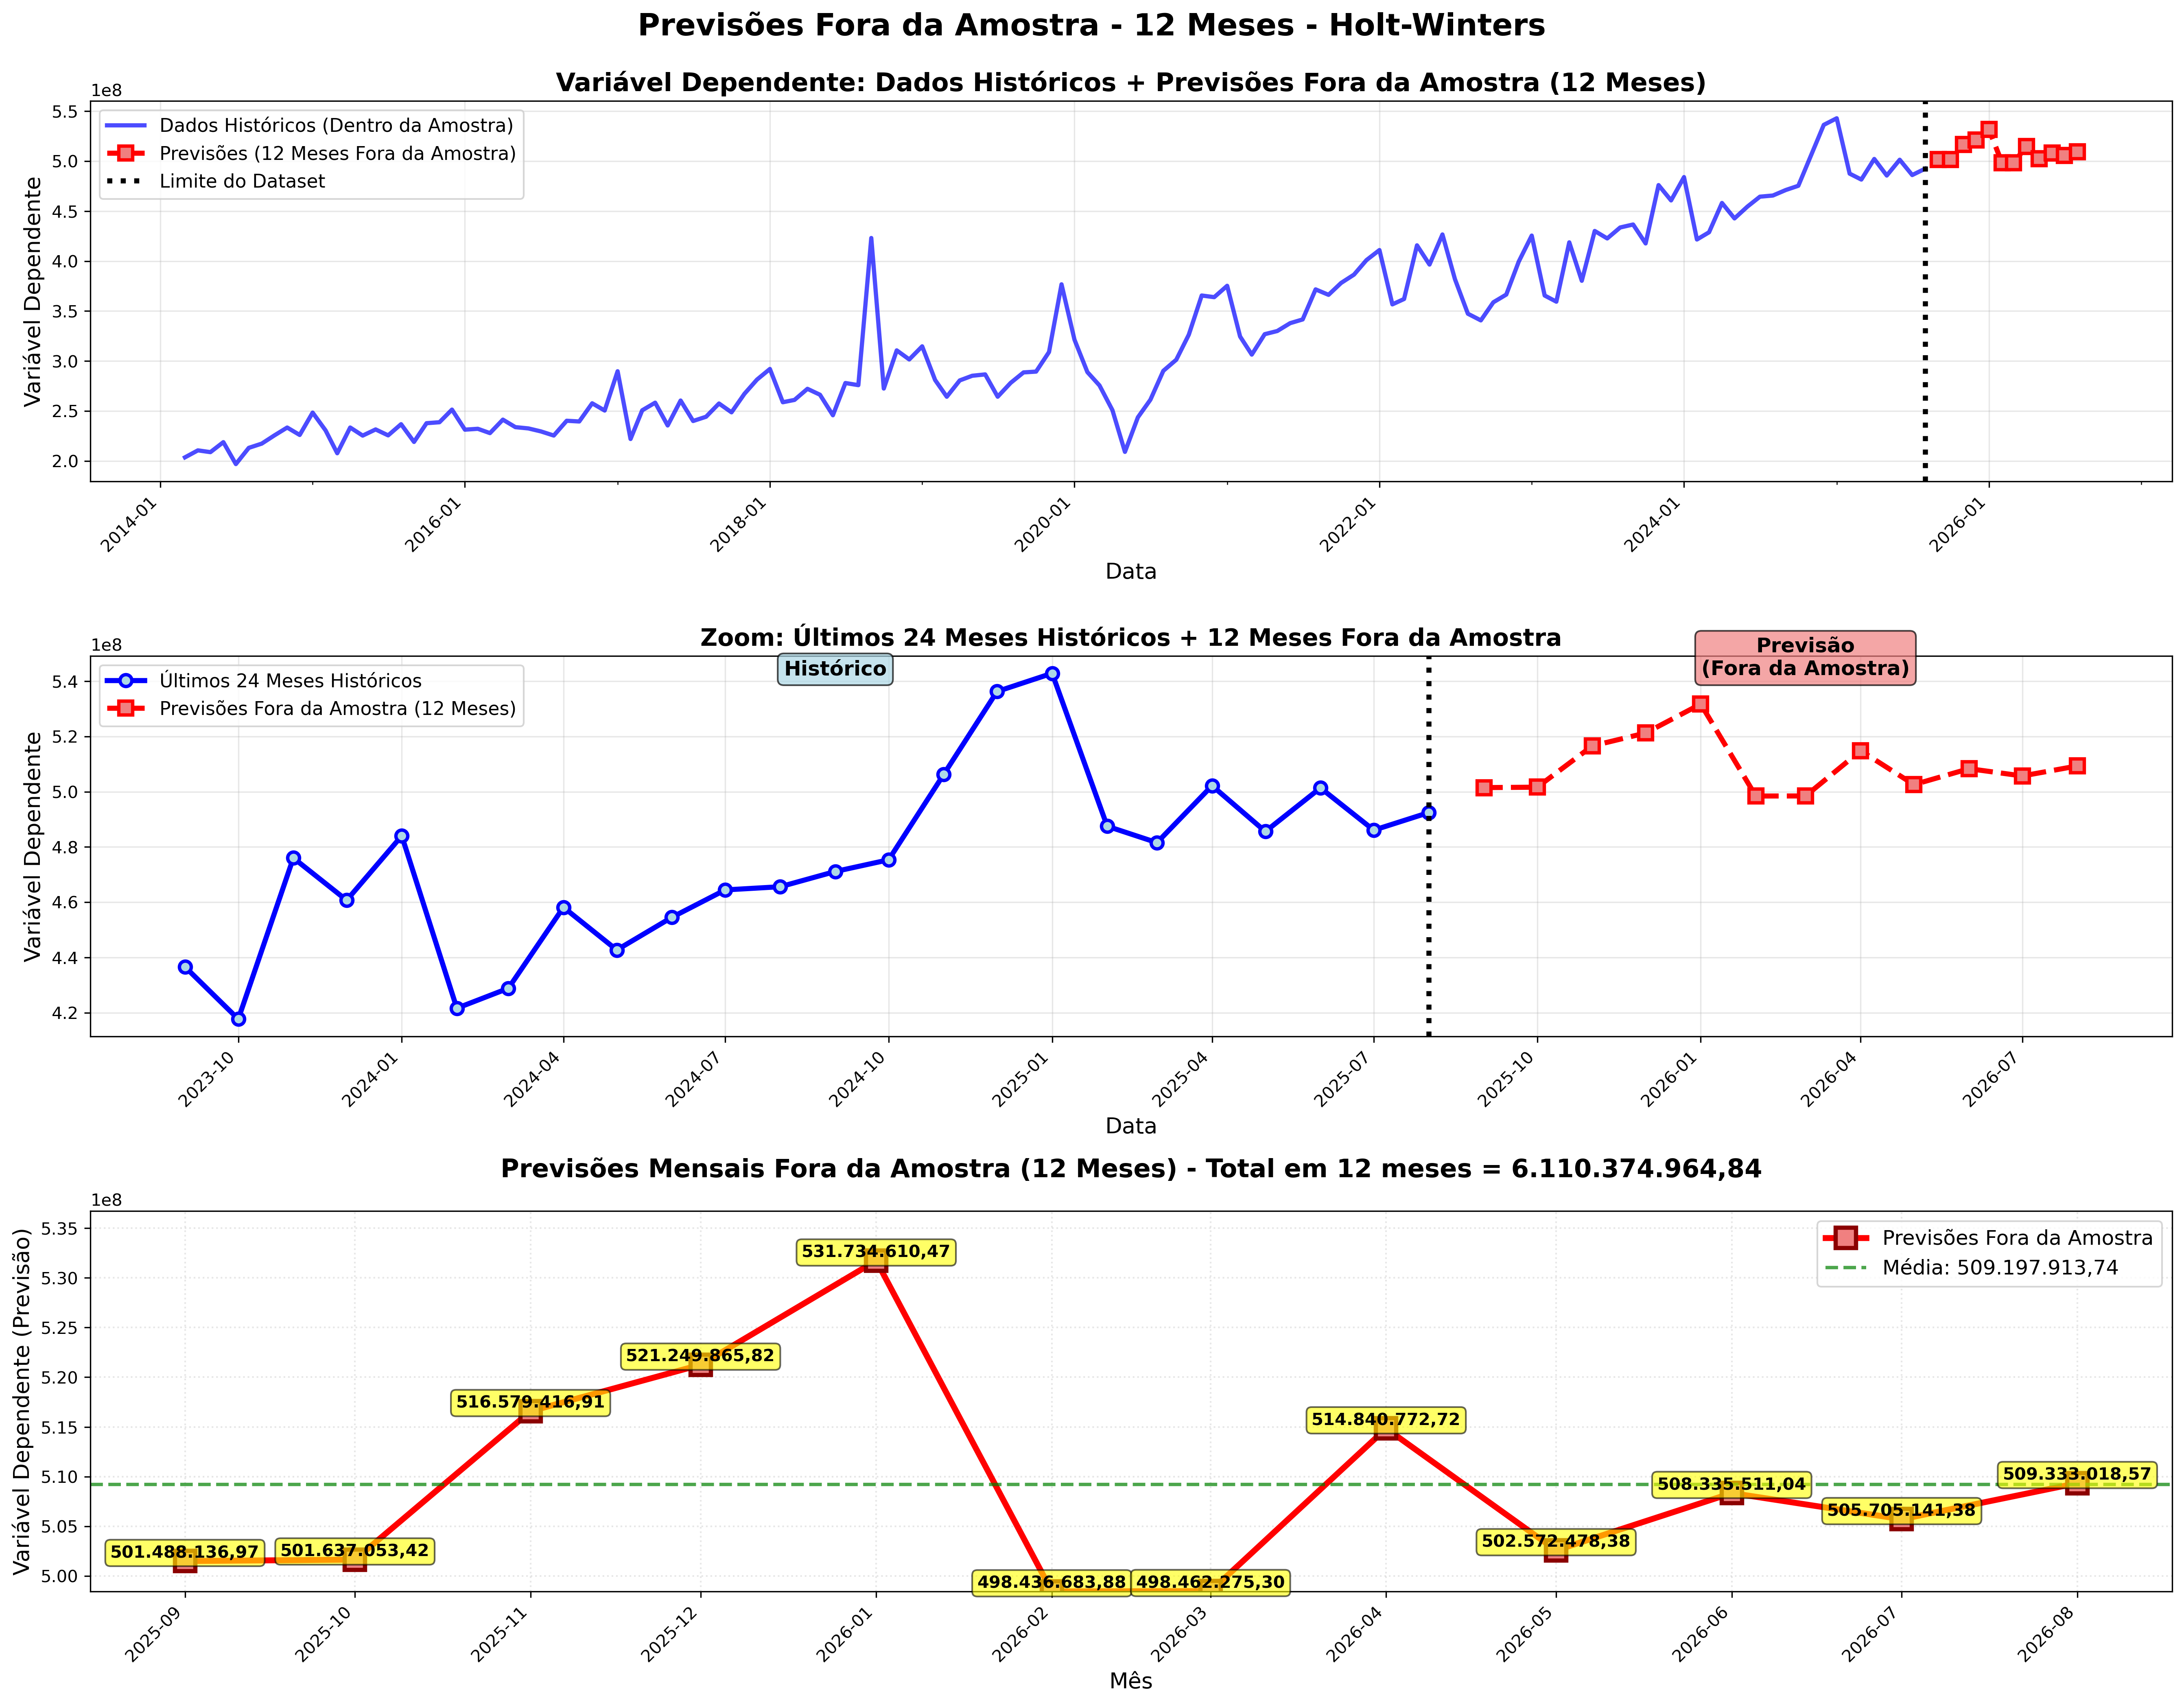 Previsões Fora da Amostra - 12 Meses - Holt-Winters
Variável Dependente: Dados Históricos + Previsões Fora da Amostra (12 Meses)
1e8
Dados Históricos (Dentro da Amostra)
Previsões (12 Meses Fora da Amostra)
Limite do Dataset
Variável Dependente
5.5
5.0
4.5
4.0
3.5
3.0
2.5
2.0
2014-01
2016-01
2018-01
2020-01
2022-01
2024-01
2026-01
Data
Zoom: Últimos 24 Meses Históricos + 12 Meses Fora da Amostra
1e8
Últimos 24 Meses Históricos
Previsões Fora da Amostra (12 Meses)
Histórico
Previsão
(Fora da Amostra)
Variável Dependente
5.4
5.2
5.0
4.8
4.6
4.4
4.2
2023-10
2024-01
2024-04
2024-07
2024-10
2025-01
2025-04
2025-07
2025-10
2026-01
2026-04
2026-07
Data
Previsões Mensais Fora da Amostra (12 Meses) - Total em 12 meses = 6.110.374.964,84
1e8
Previsões Fora da Amostra
Média: 509.197.913,74
Variável Dependente (Previsão)
5.35
5.30
5.25
5.20
5.15
5.10
5.05
5.00
501.488.136,97
501.637.053,42
516.579.416,91
521.249.865,82
531.734.610,47
498.436.683,88
498.462.275,30
514.840.772,72
502.572.478,38
508.335.511,04
505.705.141,38
509.333.018,57
2025-09
2025-10
2025-11
2025-12
2026-01
2026-02
2026-03
2026-04
2026-05
2026-06
2026-07
2026-08
Mês